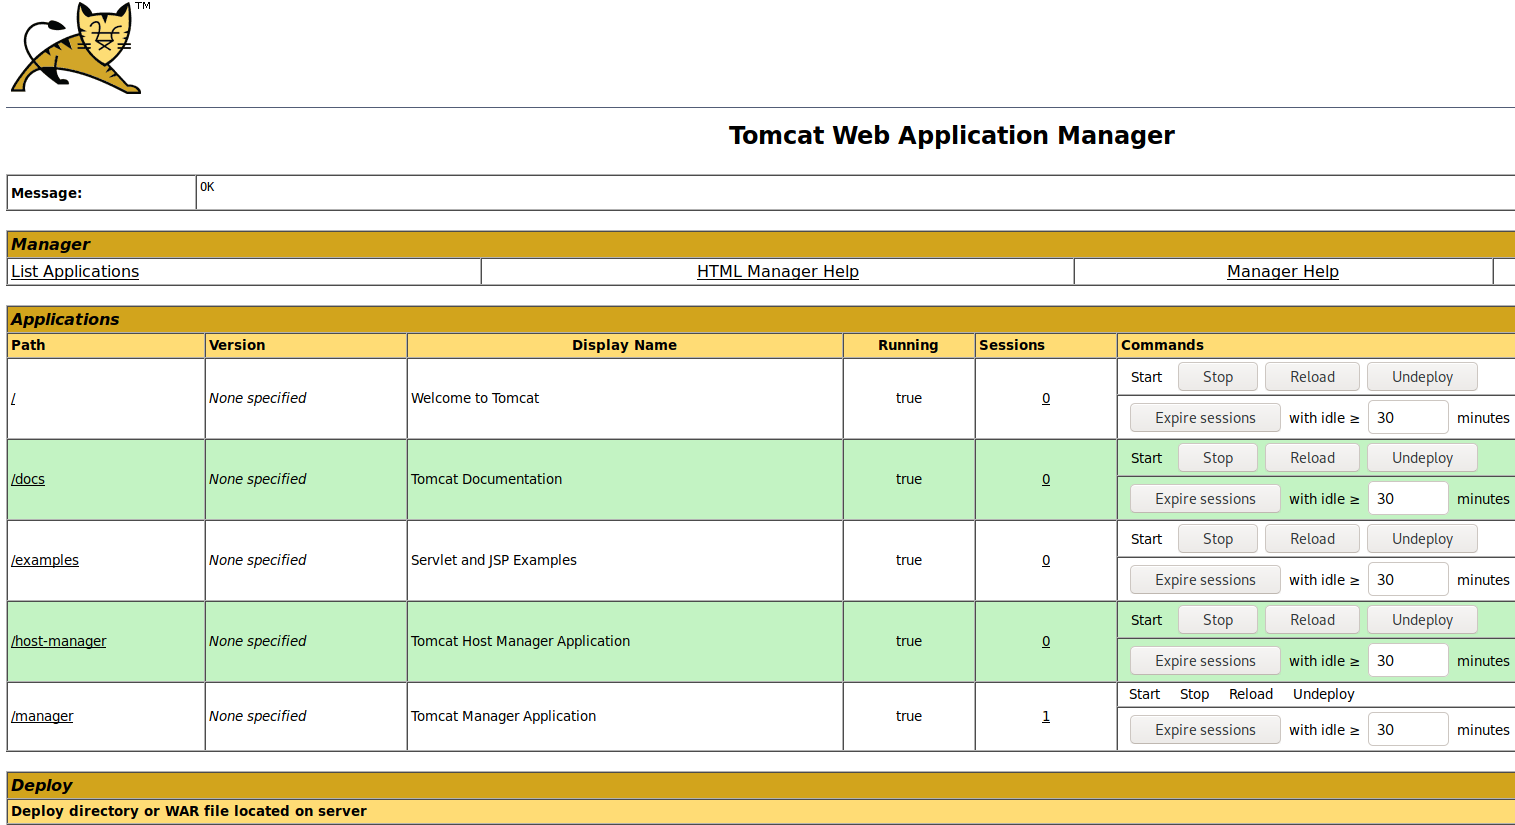 TM
Tomcat Web Application Manager
Message: OK
Manager
List Applications HTML Manager Help Manager Help
Applications
Path Version Display Name Running Sessions Commands
/ None specified Welcome to Tomcat true 0 Start Stop Reload Undeploy
Expire sessions with idle ≥ 30 minutes
/docs None specified Tomcat Documentation true 0 Start Stop Reload Undeploy
Expire sessions with idle ≥ 30 minutes
/examples None specified Servlet and JSP Examples true 0 Start Stop Reload Undeploy
Expire sessions with idle ≥ 30 minutes
/host-manager None specified Tomcat Host Manager Application true 0 Start Stop Reload Undeploy
Expire sessions with idle ≥ 30 minutes
/manager None specified Tomcat Manager Application true 1 Start Stop Reload Undeploy
Expire sessions with idle ≥ 30 minutes
Deploy
Deploy directory or WAR file located on server